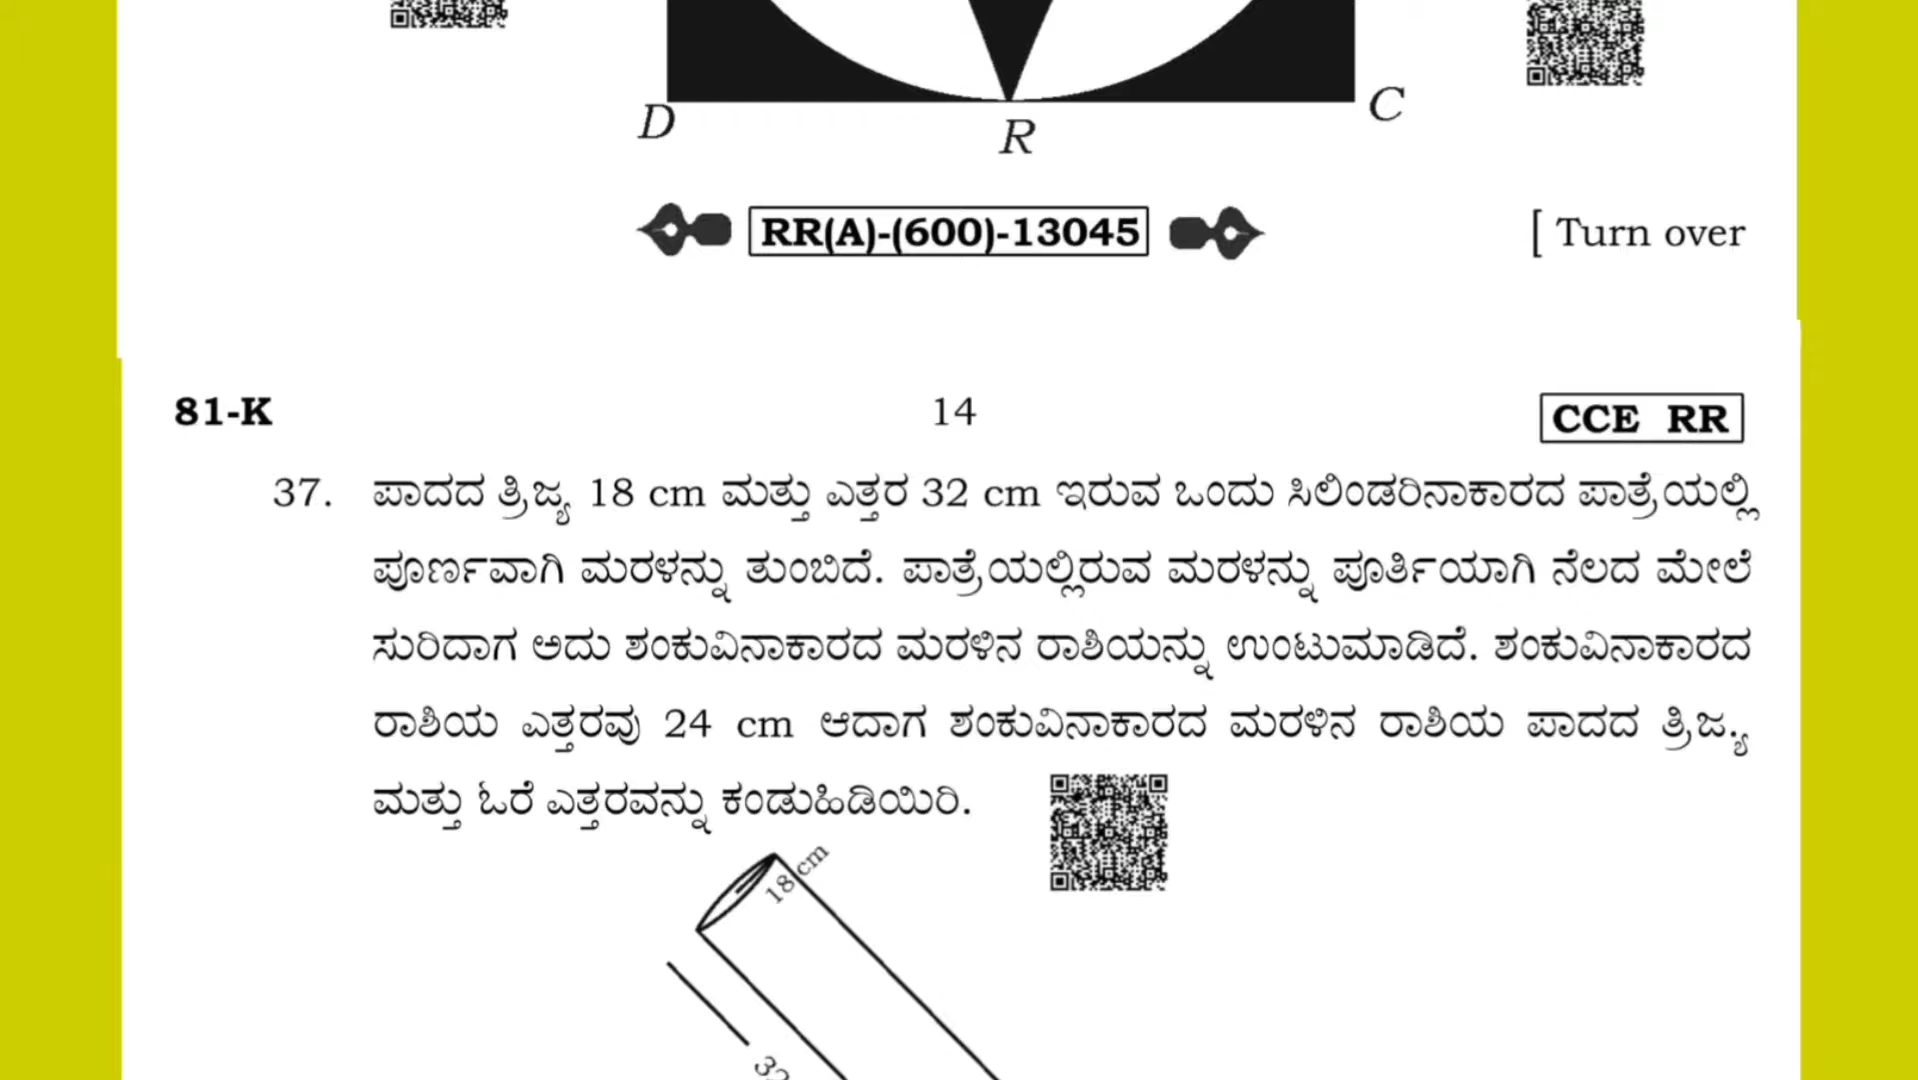 D
C
R
RR(A)-(600)-13045
[ Turn over
81-K
14
CCE RR
37. ಪಾದದ ತ್ರಿಜ್ಯ 18 cm ಮತ್ತು ಎತ್ತರ 32 cm ಇರುವ ಒಂದು ಸಿಲಿಂಡರಿನಾಕಾರದ ಪಾತ್ರೆಯಲ್ಲಿ
ಪೂರ್ಣವಾಗಿ ಮರಳನ್ನು ತುಂಬಿದೆ. ಪಾತ್ರೆಯಲ್ಲಿರುವ ಮರಳನ್ನು ಪೂರ್ತಿಯಾಗಿ ನೆಲದ ಮೇಲೆ
ಸುರಿದಾಗ ಅದು ಶಂಕುವಿನಾಕಾರದ ಮರಳಿನ ರಾಶಿಯನ್ನು ಉಂಟುಮಾಡಿದೆ. ಶಂಕುವಿನಾಕಾರದ
ರಾಶಿಯ ಎತ್ತರವು 24 cm ಆದಾಗ ಶಂಕುವಿನಾಕಾರದ ಮರಳಿನ ರಾಶಿಯ ಪಾದದ ತ್ರಿಜ್ಯ
ಮತ್ತು ಓರೆ ಎತ್ತರವನ್ನು ಕಂಡುಹಿಡಿಯಿರಿ.
18 cm
32